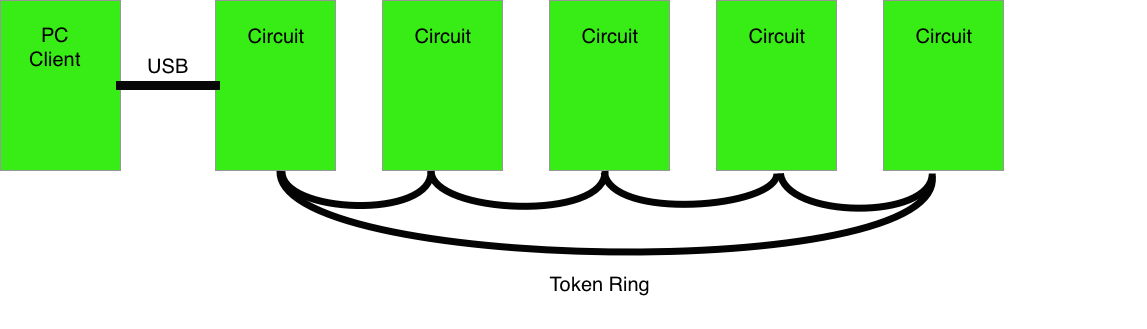 PC
Client
USB
Circuit
Circuit
Circuit
Circuit
Circuit
Token Ring